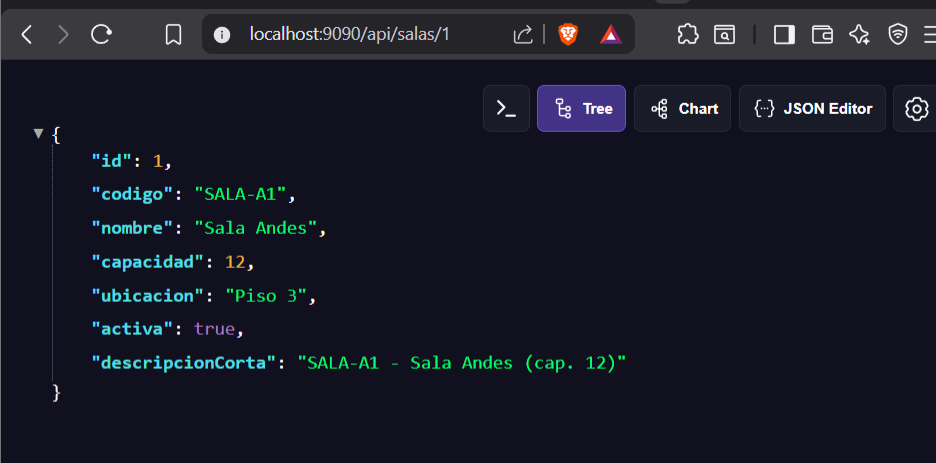 localhost:9090/api/salas/1
Tree
Chart
JSON Editor
{
"id": 1,
"codigo": "SALA-A1",
"nombre": "Sala Andes",
"capacidad": 12,
"ubicacion": "Piso 3",
"activa": true,
"descripcionCorta": "SALA-A1 - Sala Andes (cap. 12)"
}